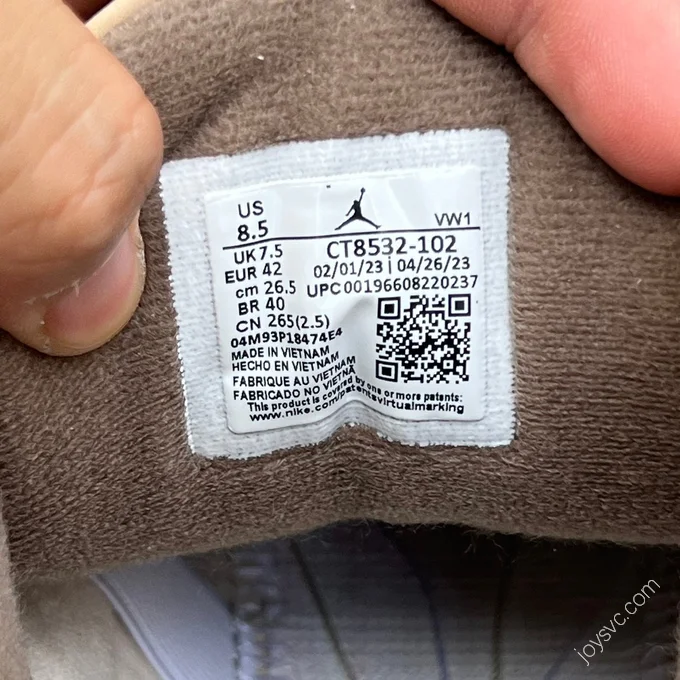 US
8.5
VW1
UK 7.5
CT8532-102
EUR 42
02/01/23 | 04/26/23
cm 26.5
UPC 00196608220237
BR 40
CN 265(2.5)
04M93P18474E4
MADE IN VIETNAM
HECHO EN VIETNAM
FABRIQUE AU VIETNAM
FABRICADO NO VIETNÃ
This product is covered by one or more patents:
www.nike.com/patentsvirtualmarking
joysvc.com